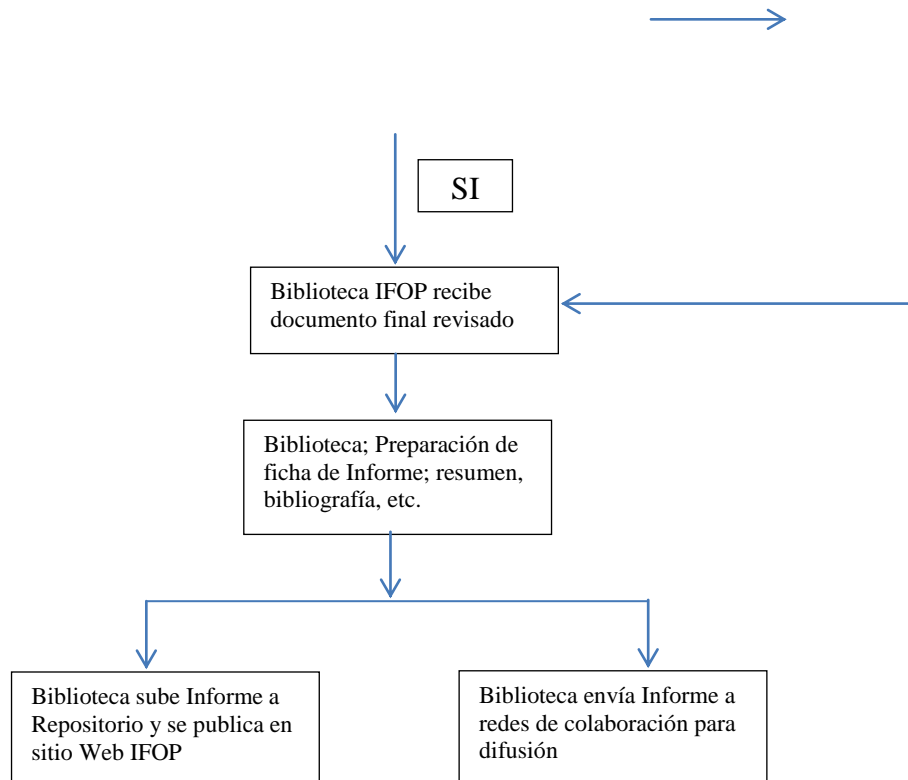 SI
Biblioteca IFOP recibe
documento final revisado
Biblioteca; Preparación de
ficha de Informe; resumen,
bibliografía, etc.
Biblioteca sube Informe a
Repositorio y se publica en
sitio Web IFOP
Biblioteca envía Informe a
redes de colaboración para
difusión